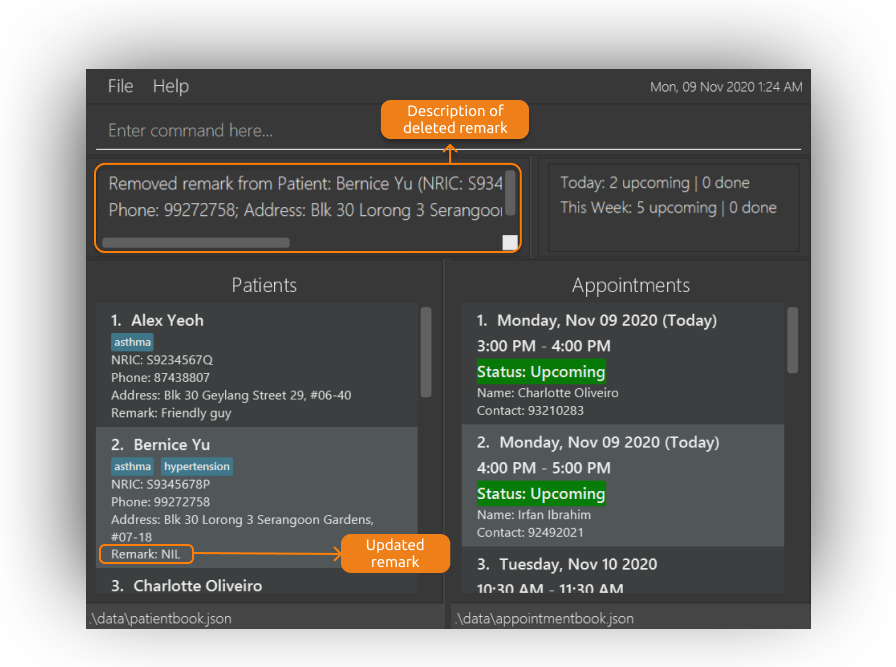 File Help
Mon, 09 Nov 2020 1:24 AM
Description of
deleted remark
Enter command here...
Removed remark from Patient: Bernice Yu (NRIC: S934
Phone: 99272758; Address: Blk 30 Lorong 3 Serangoo
Today: 2 upcoming | 0 done
This Week: 5 upcoming | 0 done
Patients
1. Alex Yeoh
asthma
NRIC: S9234567Q
Phone: 87438807
Address: Blk 30 Geylang Street 29, #06-40
Remark: Friendly guy
2. Bernice Yu
asthma hypertension
NRIC: S9345678P
Phone: 99272758
Address: Blk 30 Lorong 3 Serangoon Gardens,
#07-18
Remark: NIL
Updated
remark
3. Charlotte Oliveiro
Appointments
1. Monday, Nov 09 2020 (Today)
3:00 PM - 4:00 PM
Status: Upcoming
Name: Charlotte Oliveiro
Contact: 93210283
2. Monday, Nov 09 2020 (Today)
4:00 PM - 5:00 PM
Status: Upcoming
Name: Irfan Ibrahim
Contact: 92492021
3. Tuesday, Nov 10 2020
10:30 AM - 11:30 AM
.\data\patientbook.json
.\data\appointmentbook.json